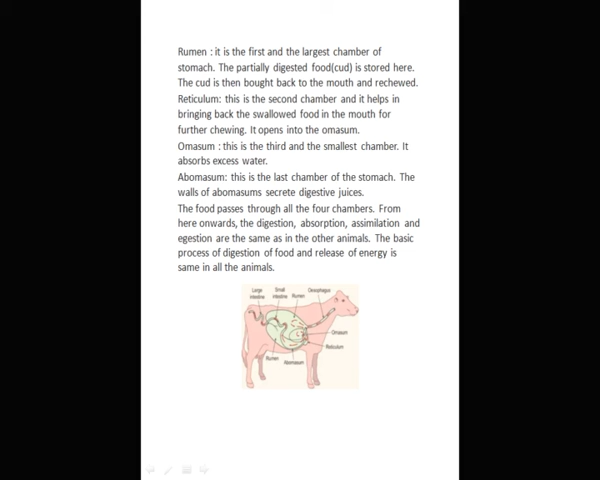 Rumen : it is the first and the largest chamber of
stomach. The partially digested food(cud) is stored here.
The cud is then bought back to the mouth and rechewed.
Reticulum: this is the second chamber and it helps in
bringing back the swallowed food in the mouth for
further chewing. It opens into the omasum.
Omasum : this is the third and the smallest chamber. It
absorbs excess water.
Abomasum: this is the last chamber of the stomach. The
walls of abomasums secrete digestive juices.
The food passes through all the four chambers. From
here onwards, the digestion, absorption, assimilation and
egestion are the same as in the other animals. The basic
process of digestion of food and release of energy is
same in all the animals.
Large intestine
Small intestine
Rumen
Oesophague
Omasum
Reticulum
Rumen
Abomasum